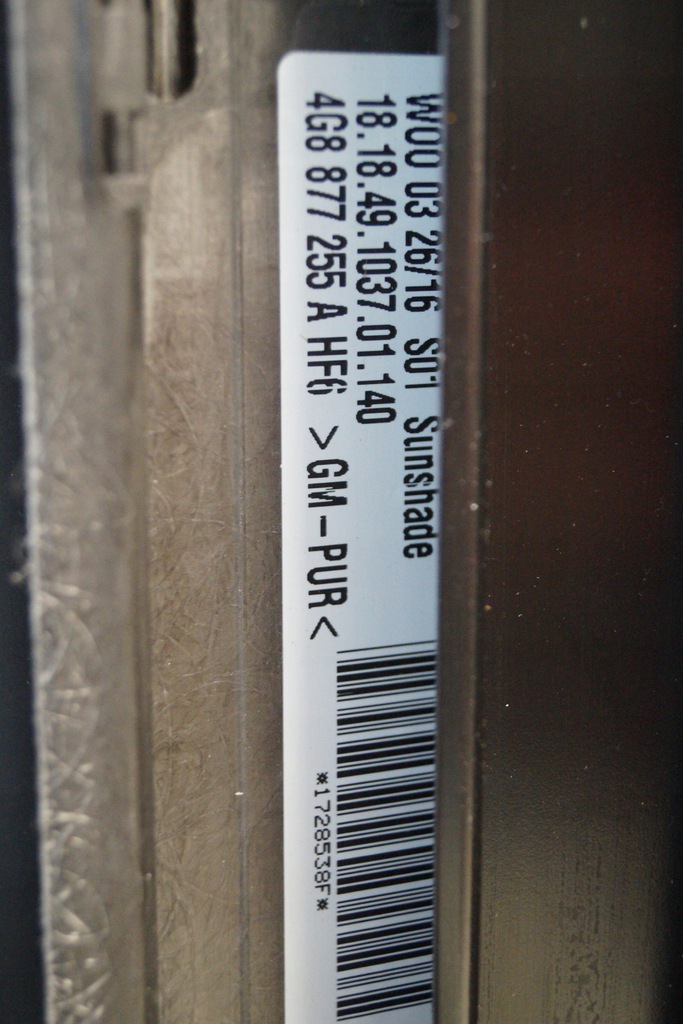 W00 03 26/16 S01 Sunshade
18.18.49.1037.01.140
4G8 877 255 A HF6 >GM-PUR<
*1728538F*